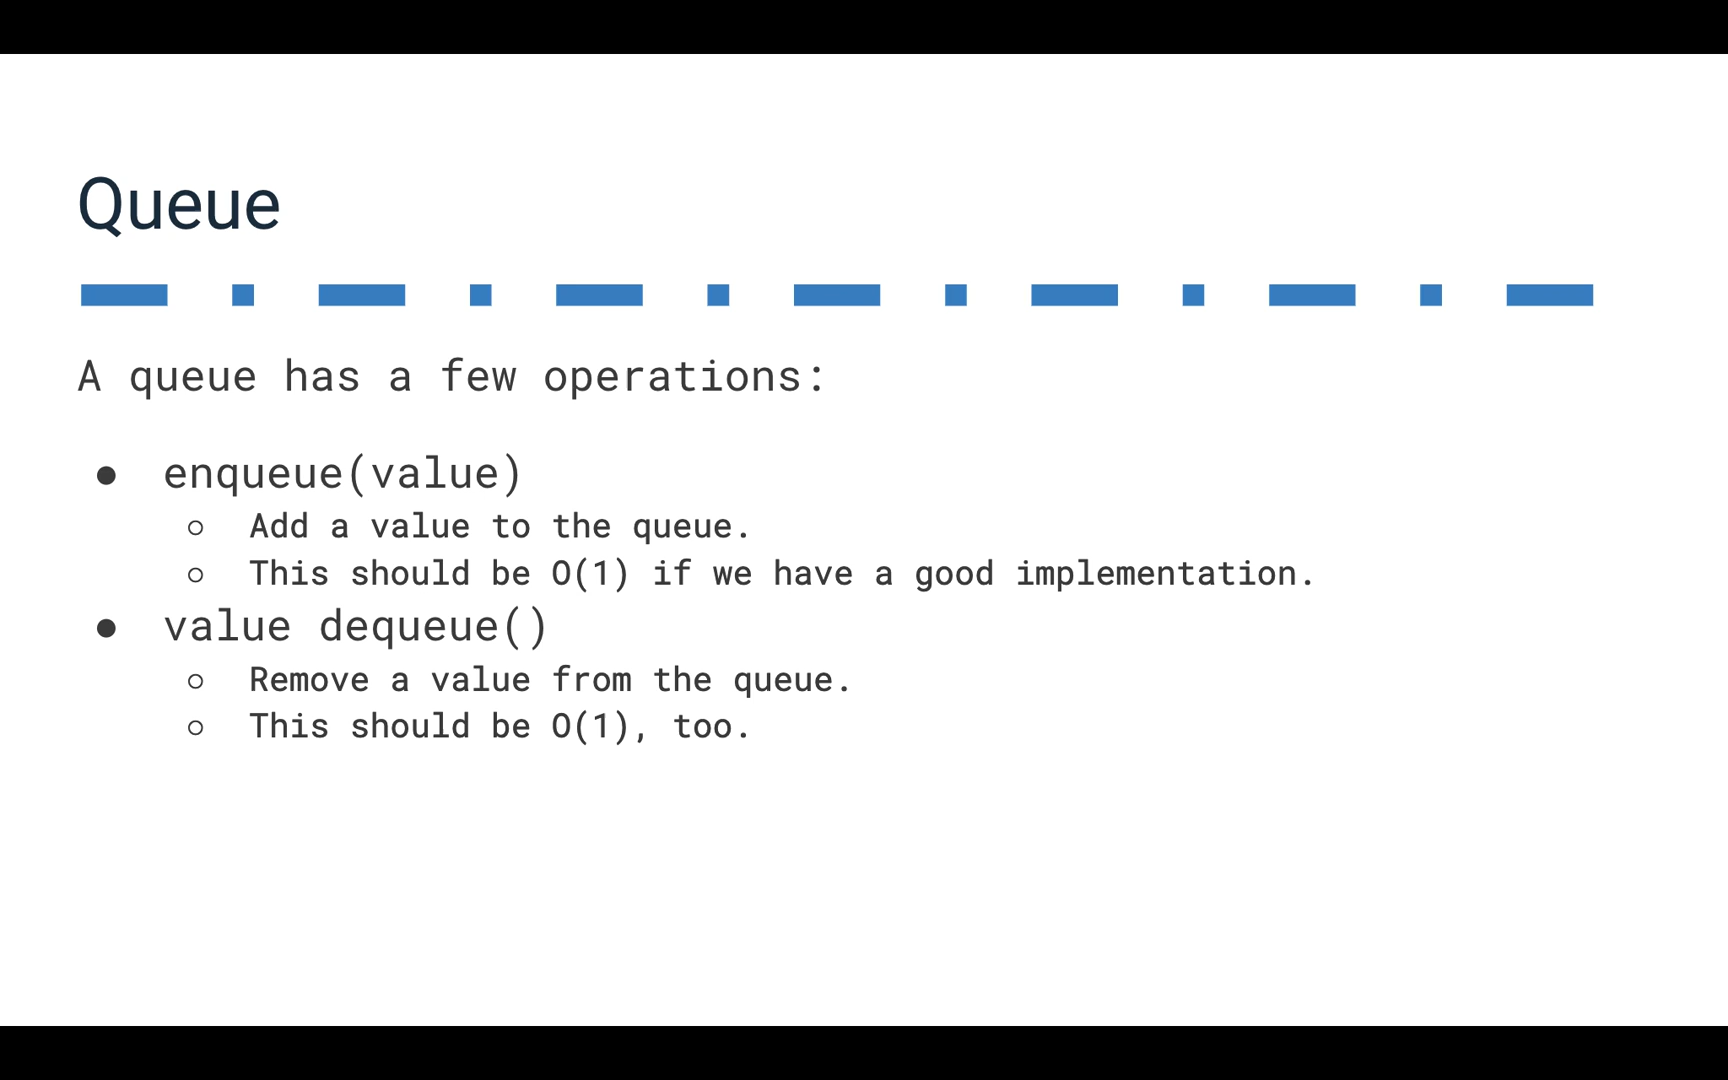 Queue
A queue has a few operations:
● enqueue(value)
○ Add a value to the queue.
○ This should be O(1) if we have a good implementation.
● value dequeue()
○ Remove a value from the queue.
○ This should be O(1), too.